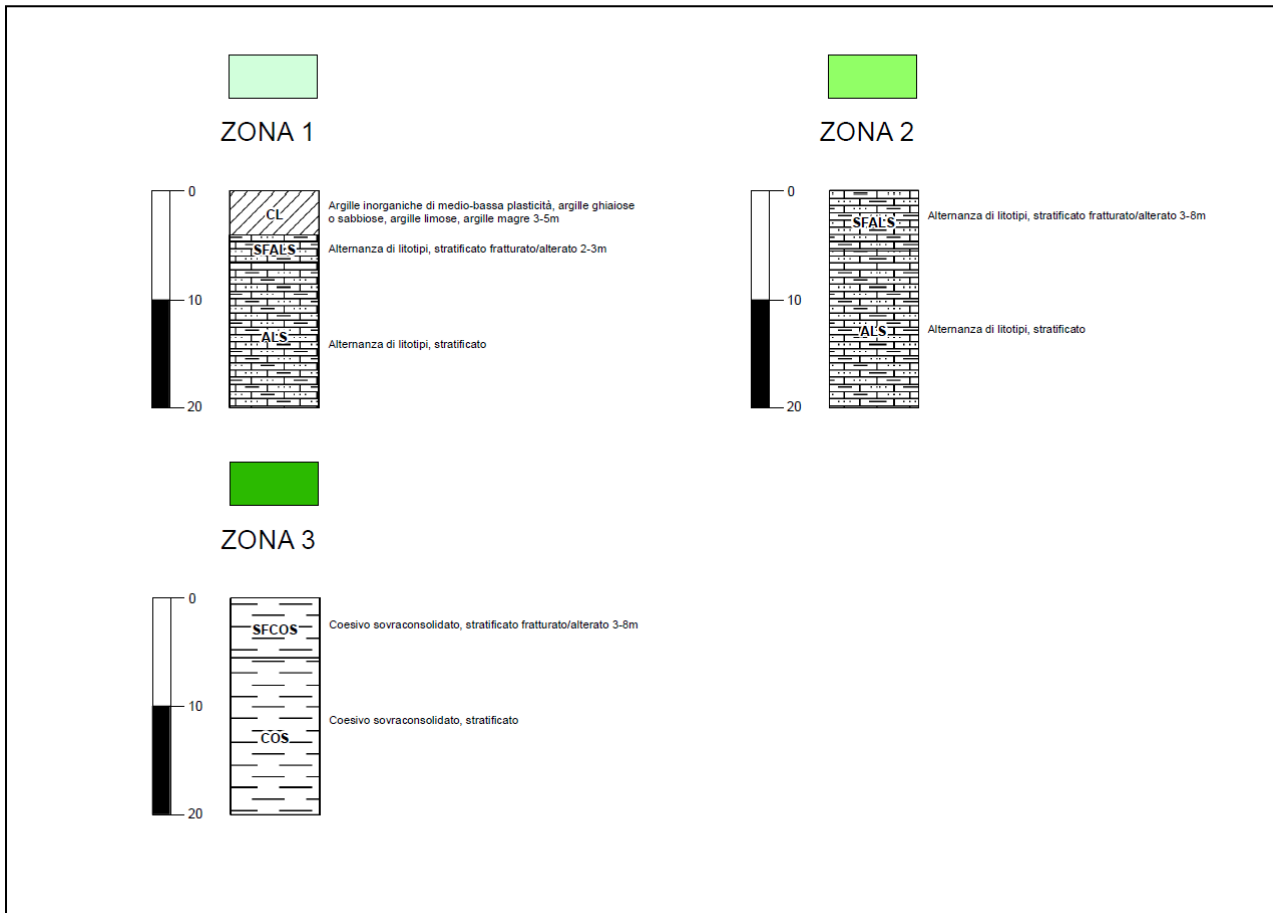 ZONA 1
ZONA 2
0
CL
Argille inorganiche di medio-bassa plasticità, argille ghiaiose
o sabbiose, argille limose, argille magre 3-5m
SFALS
Alternanza di litotipi, stratificato fratturato/alterato 2-3m
10
ALS
Alternanza di litotipi, stratificato
20
0
SFALS
Alternanza di litotipi, stratificato fratturato/alterato 3-8m
10
ALS
Alternanza di litotipi, stratificato
20
ZONA 3
0
SFCOS
Coesivo sovraconsolidato, stratificato fratturato/alterato 3-8m
10
Coesivo sovraconsolidato, stratificato
COS
20